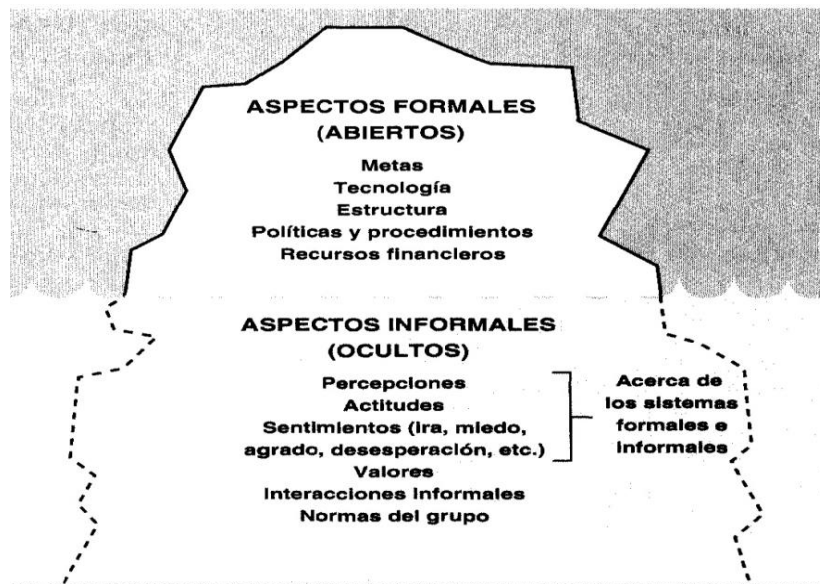 ASPECTOS FORMALES
(ABIERTOS)
Metas
Tecnología
Estructura
Políticas y procedimientos
Recursos financieros
ASPECTOS INFORMALES
(OCULTOS)
Percepciones
Actitudes
Sentimientos (ira, miedo,
agrado, desesperación, etc.)
Valores
Interacciones informales
Normas del grupo
Acerca de
los sistemas
formales e
informales